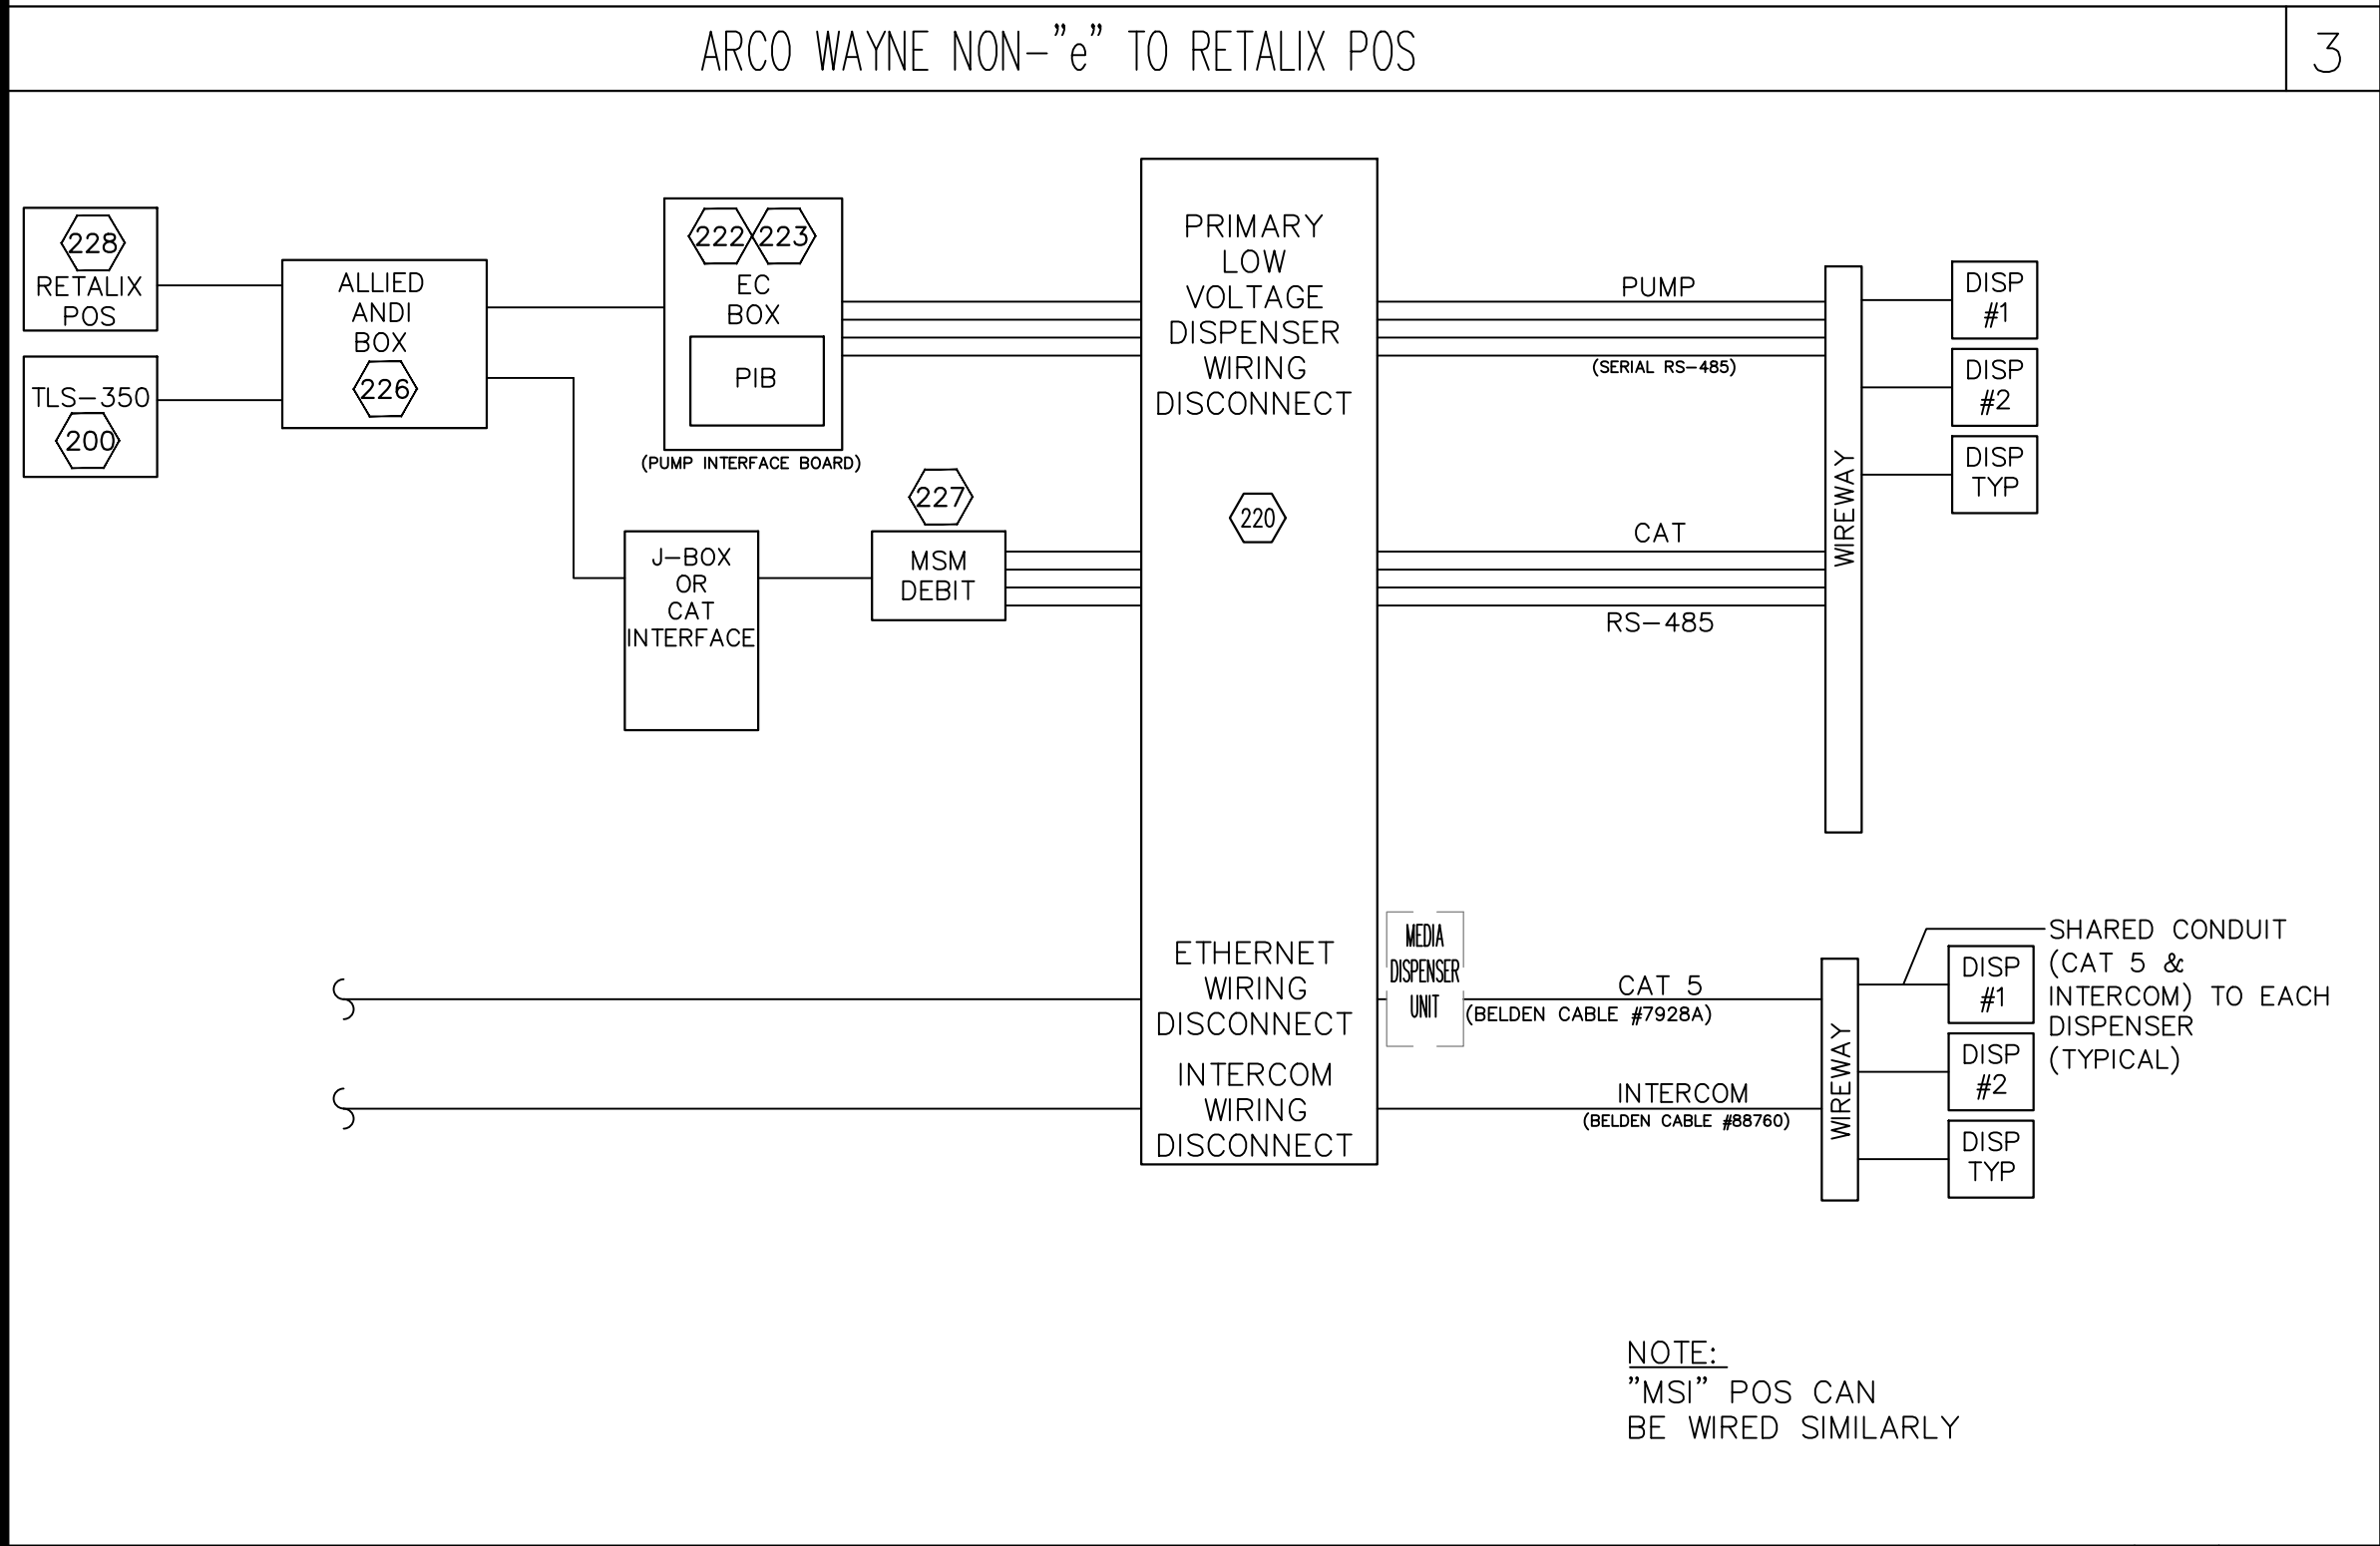 ARCO WAYNE NON-"e" TO RETALIX POS
3
228
RETALIX
POS
TLS-350
200
ALLIED
ANDI
BOX
226
222 223
EC
BOX
PIB
(PUMP INTERFACE BOARD)
227
J-BOX
OR
CAT
INTERFACE
MSM
DEBIT
PRIMARY
LOW
VOLTAGE
DISPENSER
WIRING
DISCONNECT
220
PUMP
(SERIAL RS-485)
CAT
RS-485
WIREWAY
DISP
#1
DISP
#2
DISP
TYP
ETHERNET
WIRING
DISCONNECT
INTERCOM
WIRING
DISCONNECT
MEDIA
DISPENSER
UNIT
CAT 5
(BELDEN CABLE #7928A)
INTERCOM
(BELDEN CABLE #88760)
WIREWAY
DISP
#1
DISP
#2
DISP
TYP
SHARED CONDUIT
(CAT 5 &
INTERCOM) TO EACH
DISPENSER
(TYPICAL)
NOTE:
"MSI" POS CAN
BE WIRED SIMILARLY